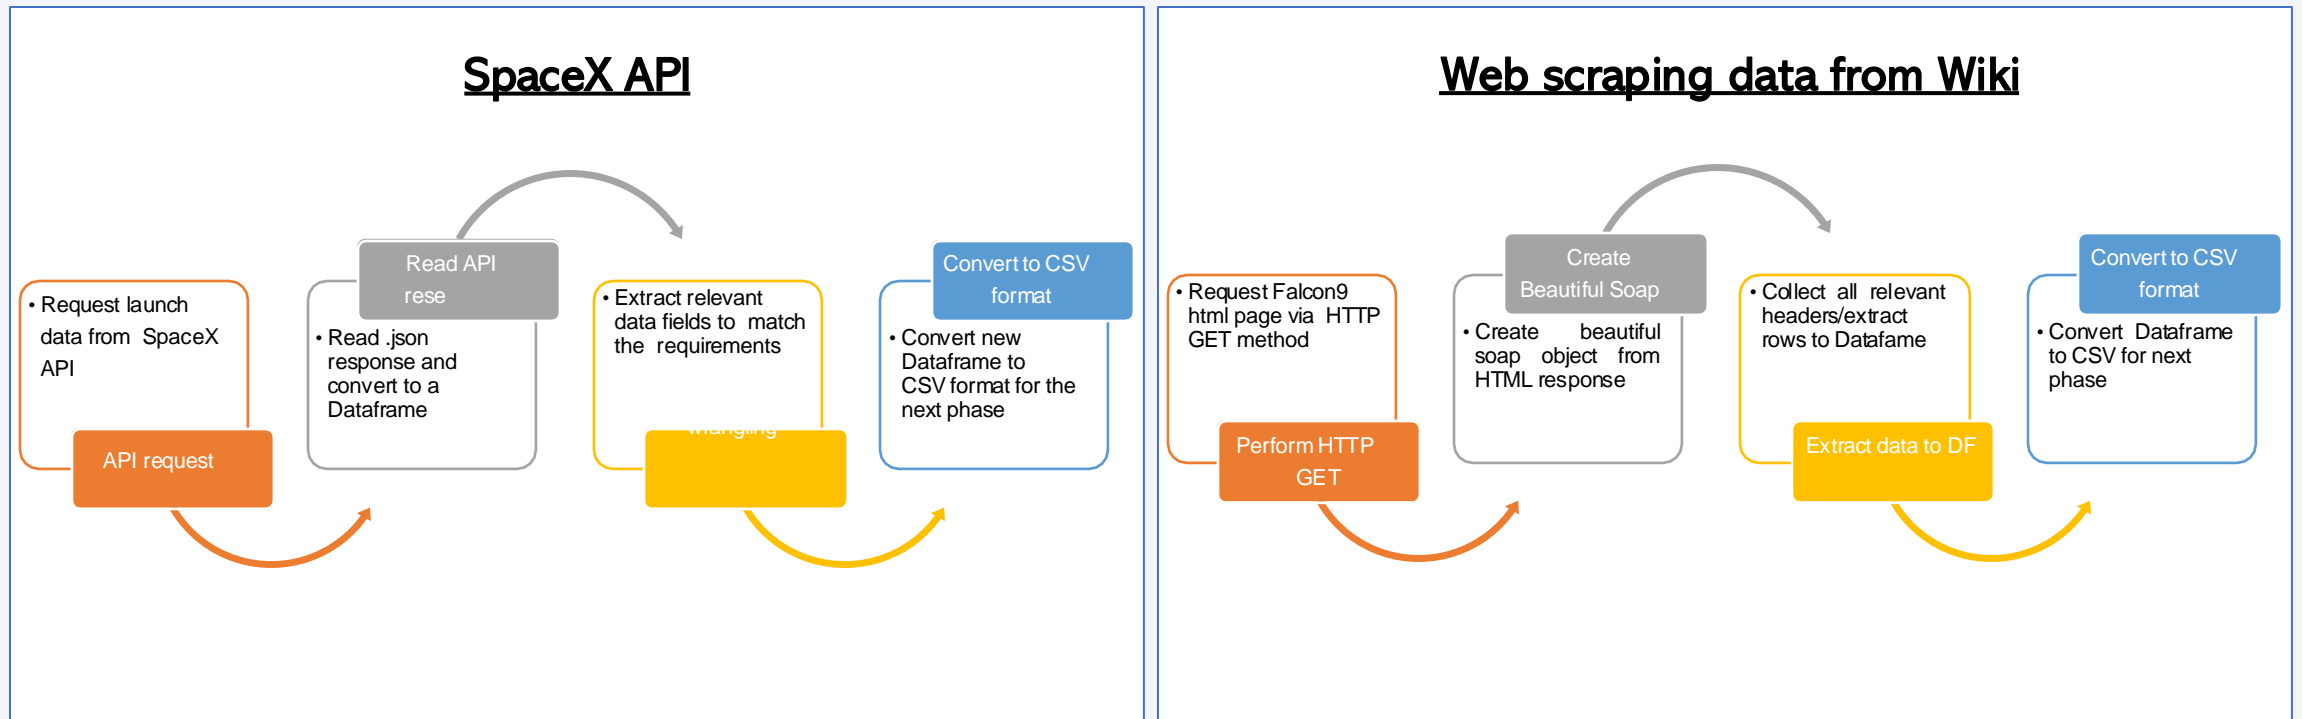 SpaceX API
• Request launch
data from SpaceX
API
API request
Read API
rese
• Read .json
response and
convert to a
Dataframe
• Extract relevant
data fields to match
the requirements
wrangling
Convert to CSV
format
• Convert new
Dataframe to
CSV format for the
next phase
Web scraping data from Wiki
• Request Falcon9
html page via HTTP
GET method
Perform HTTP
GET
Create
Beautiful Soap
• Create beautiful
soap object from
HTML response
• Collect all relevant
headers/extract
rows to Datafame
Extract data to DF
Convert to CSV
format
• Convert Dataframe
to CSV for next
phase